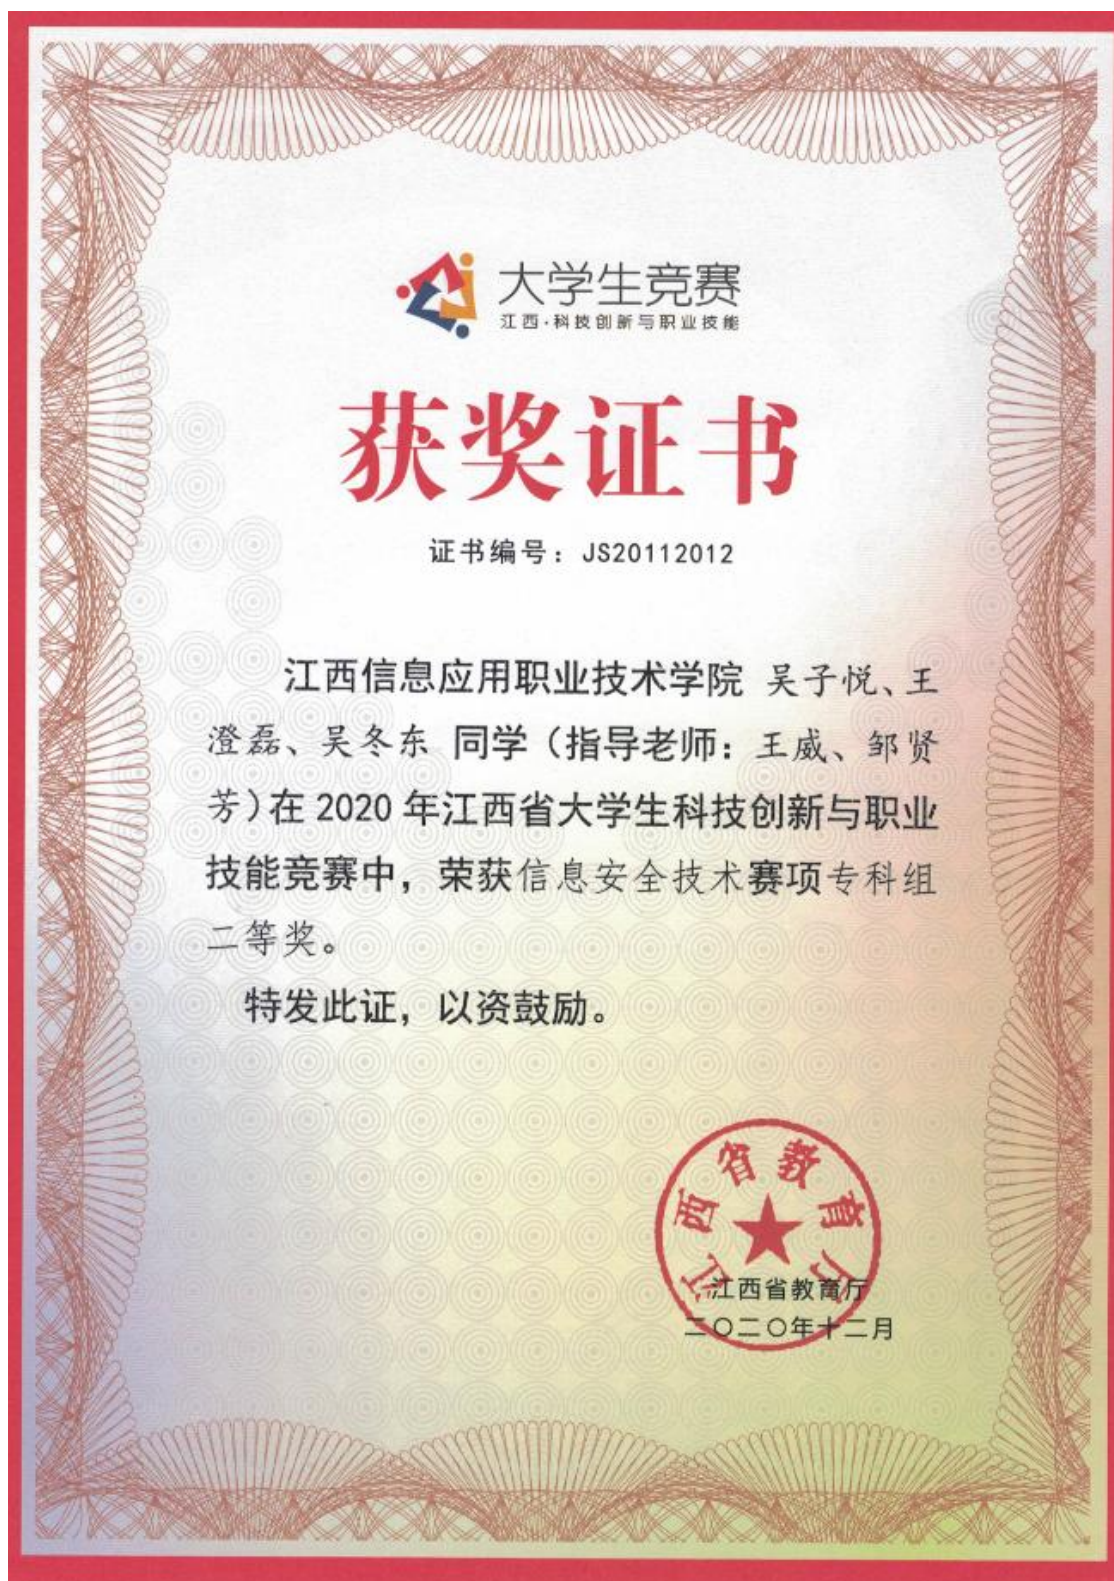 大学生竞赛
江西·科技创新与职业技能
获奖证书
证书编号：JS20112012
江西信息应用职业技术学院 吴子悦、王
澄磊、吴冬东 同学（指导老师：王威、邹贤
芳）在 2020 年江西省大学生科技创新与职业
技能竞赛中，荣获信息安全技术赛项专科组
二等奖。
特发此证，以资鼓励。
江西省教育厅
江西省教育厅
二〇二〇年十二月